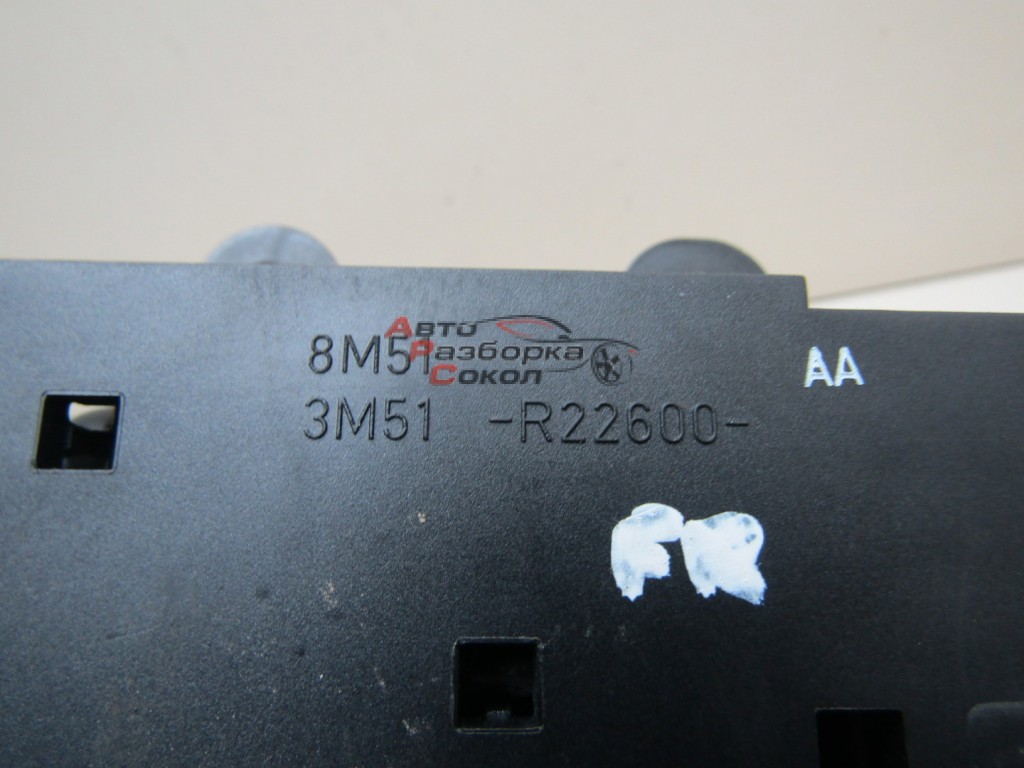 8M51
3M51 -R22600-
AA
FR
Авто
Разборка
Сокол